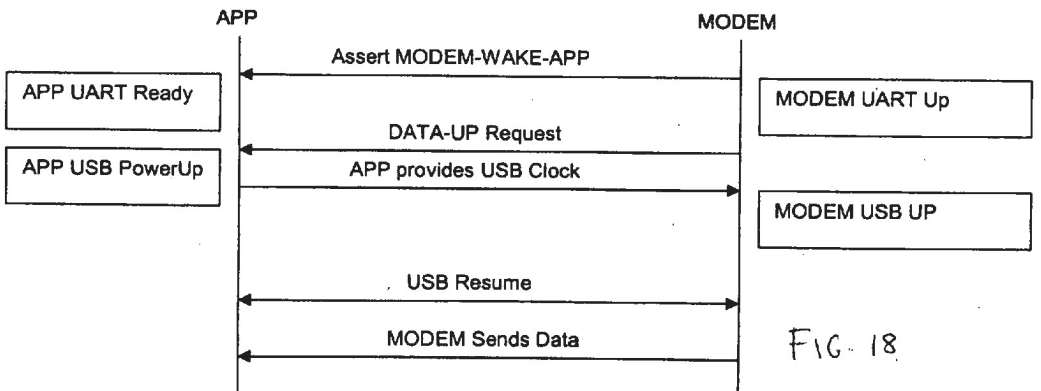 APP
MODEM
Assert MODEM-WAKE-APP
APP UART Ready
MODEM UART Up
DATA-UP Request
APP USB PowerUp
APP provides USB Clock
MODEM USB UP
USB Resume
MODEM Sends Data
FIG. 18